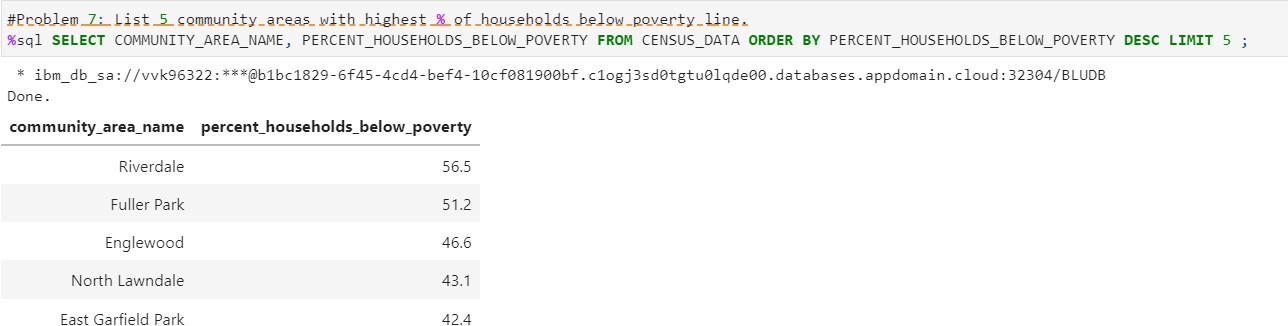 #Problem 7: List 5 community areas with highest % of households below poverty line.
%sql SELECT COMMUNITY_AREA_NAME, PERCENT_HOUSEHOLDS_BELOW_POVERTY FROM CENSUS_DATA ORDER BY PERCENT_HOUSEHOLDS_BELOW_POVERTY DESC LIMIT 5 ;
* ibm_db_sa://vvk96322:***@b1bc1829-6f45-4cd4-bef4-10cf081900bf.c1ogj3sd0tgtu0lqde00.databases.appdomain.cloud:32304/BLUDB
Done.
community_area_name percent_households_below_poverty
Riverdale 56.5
Fuller Park 51.2
Englewood 46.6
North Lawndale 43.1
East Garfield Park 42.4